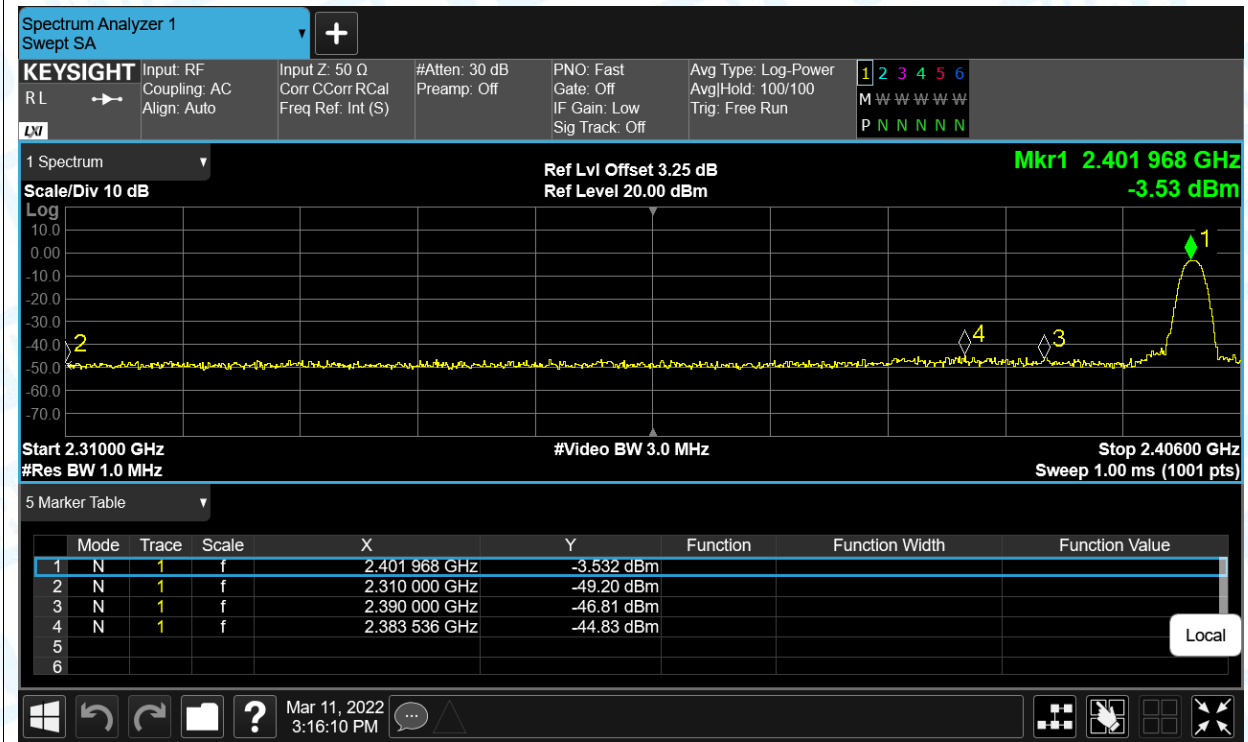 Spectrum Analyzer 1
Swept SA
+
KEYSIGHT
R L
LXI
Input: RF
Coupling: AC
Align: Auto
Input Z: 50 Ω
Corr CCorr RCal
Freq Ref: Int (S)
#Atten: 30 dB
Preamp: Off
PNO: Fast
Gate: Off
IF Gain: Low
Sig Track: Off
Avg Type: Log-Power
Avg|Hold: 100/100
Trig: Free Run
1 2 3 4 5 6
M W W W W W
P N N N N N
1 Spectrum
Scale/Div 10 dB
Ref Lvl Offset 3.25 dB
Ref Level 20.00 dBm
Mkr1 2.401 968 GHz
-3.53 dBm
Log
10.0
0.00
-10.0
-20.0
-30.0
-40.0
-50.0
-60.0
-70.0
2
4
3
1
Start 2.31000 GHz
#Video BW 3.0 MHz
Stop 2.40600 GHz
#Res BW 1.0 MHz
Sweep 1.00 ms (1001 pts)
5 Marker Table
Mode Trace Scale X Y Function Function Width Function Value
1 N 1 f 2.401 968 GHz -3.532 dBm
2 N 1 f 2.310 000 GHz -49.20 dBm
3 N 1 f 2.390 000 GHz -46.81 dBm
4 N 1 f 2.383 536 GHz -44.83 dBm
5
6
Local
?
Mar 11, 2022
3:16:10 PM